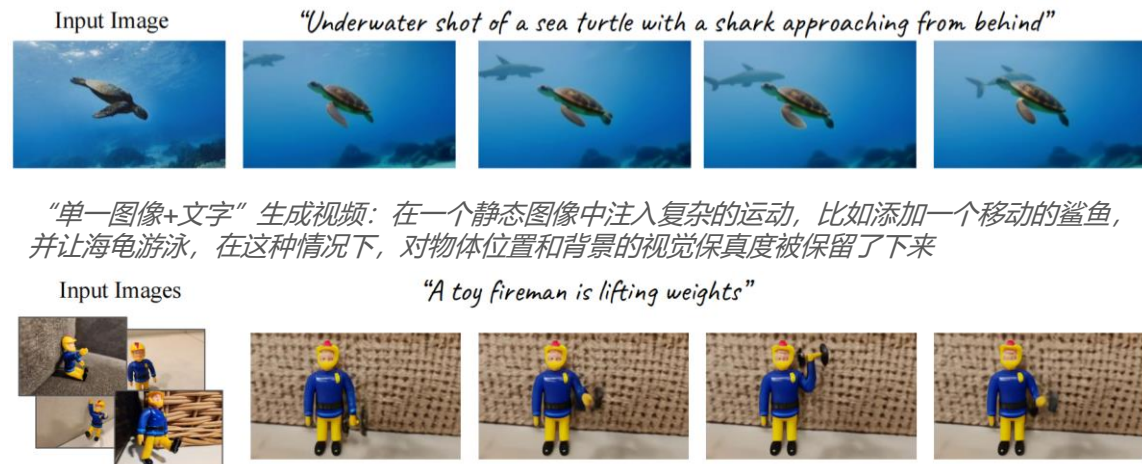 Input Image
“Underwater shot of a sea turtle with a shark approaching from behind”
“单一图像+文字”生成视频：在一个静态图像中注入复杂的运动，比如添加一个移动的鲨鱼，
并让海龟游泳，在这种情况下，对物体位置和背景的视觉保真度被保留了下来
Input Images
“A toy fireman is lifting weights”